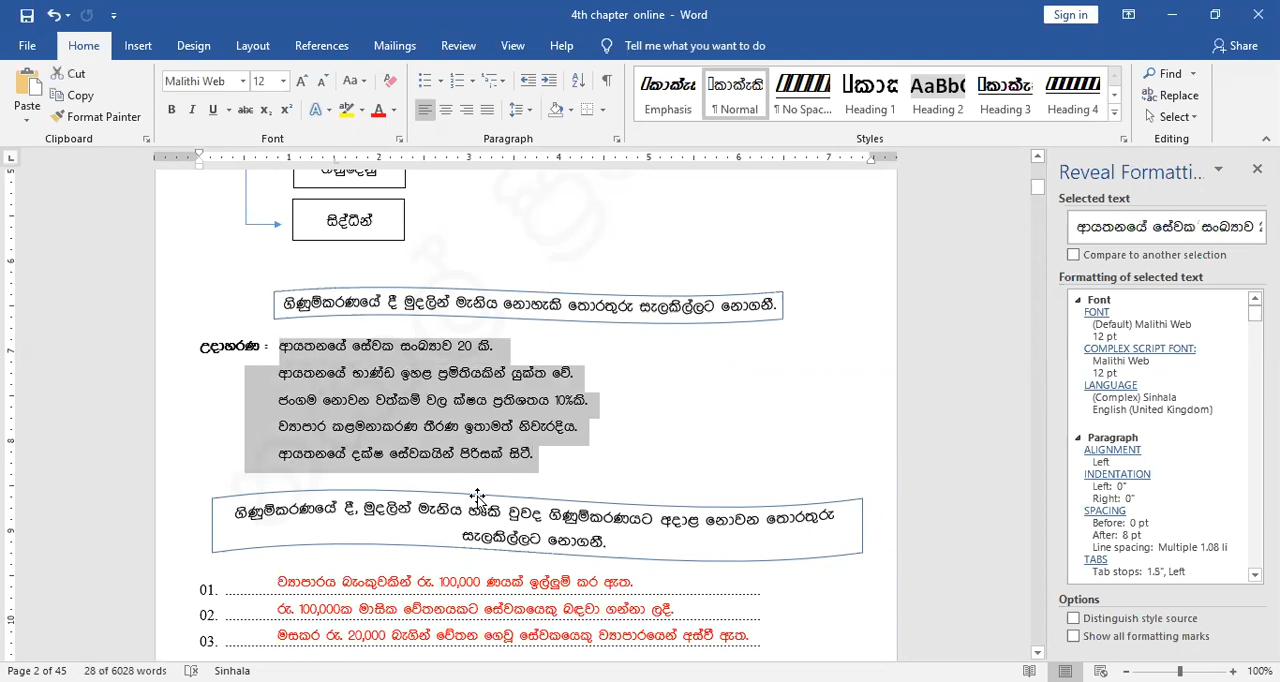 4th chapter online - Word
Sign in
File Home Insert Design Layout References Mailings Review View Help Tell me what you want to do Share
Paste Cut Copy Format Painter
Clipboard
Malithi Web 12
Font
Paragraph
Emphasis ¶ Normal ¶ No Spac... Heading 1 Heading 2 Heading 3 Heading 4
Styles
Find Replace Select
Editing
සිද්ධීන්
ගිණුම්කරණයේ දී මුදලින් මැනිය නොහැකි තොරතුරු සැලකිල්ලට නොගනී.
උදාහරණ : ආයතනයේ සේවක සංඛ්‍යාව 20 කි.
ආයතනයේ භාණ්ඩ ඉහළ ප්‍රමිතියකින් යුක්ත වේ.
ජංගම නොවන වත්කම් වල ක්ෂය ප්‍රතිශතය 10%කි.
ව්‍යාපාර කළමනාකරණ තීරණ ඉතාමත් නිවැරදිය.
ආයතනයේ දක්ෂ සේවකයින් පිරිසක් සිටී.
ගිණුම්කරණයේ දී, මුදලින් මැනිය හැකි වුවද ගිණුම්කරණයට අදාළ නොවන තොරතුරු
සැලකිල්ලට නොගනී.
01. ව්‍යාපාරය බැංකුවකින් රු. 100,000 ණයක් ඉල්ලුම් කර ඇත.
02. රු. 100,000ක මාසික වේතනයකට සේවකයෙකු බඳවා ගන්නා ලදී.
03. මසකර රු. 20,000 බැගින් වේතන ගෙවූ සේවකයෙකු ව්‍යාපාරයෙන් අස්වී ඇත.
Reveal Formatti...
Selected text
ආයතනයේ සේවක සංඛ්‍යාව 2
Compare to another selection
Formatting of selected text
Font
FONT
(Default) Malithi Web
12 pt
COMPLEX SCRIPT FONT:
Malithi Web
12 pt
LANGUAGE
(Complex) Sinhala
English (United Kingdom)
Paragraph
ALIGNMENT
Left
INDENTATION
Left: 0"
Right: 0"
SPACING
Before: 0 pt
After: 8 pt
Line spacing: Multiple 1.08 li
TABS
Tab stops: 1.5", Left
Options
Distinguish style source
Show all formatting marks
Page 2 of 45 28 of 6028 words Sinhala 100%